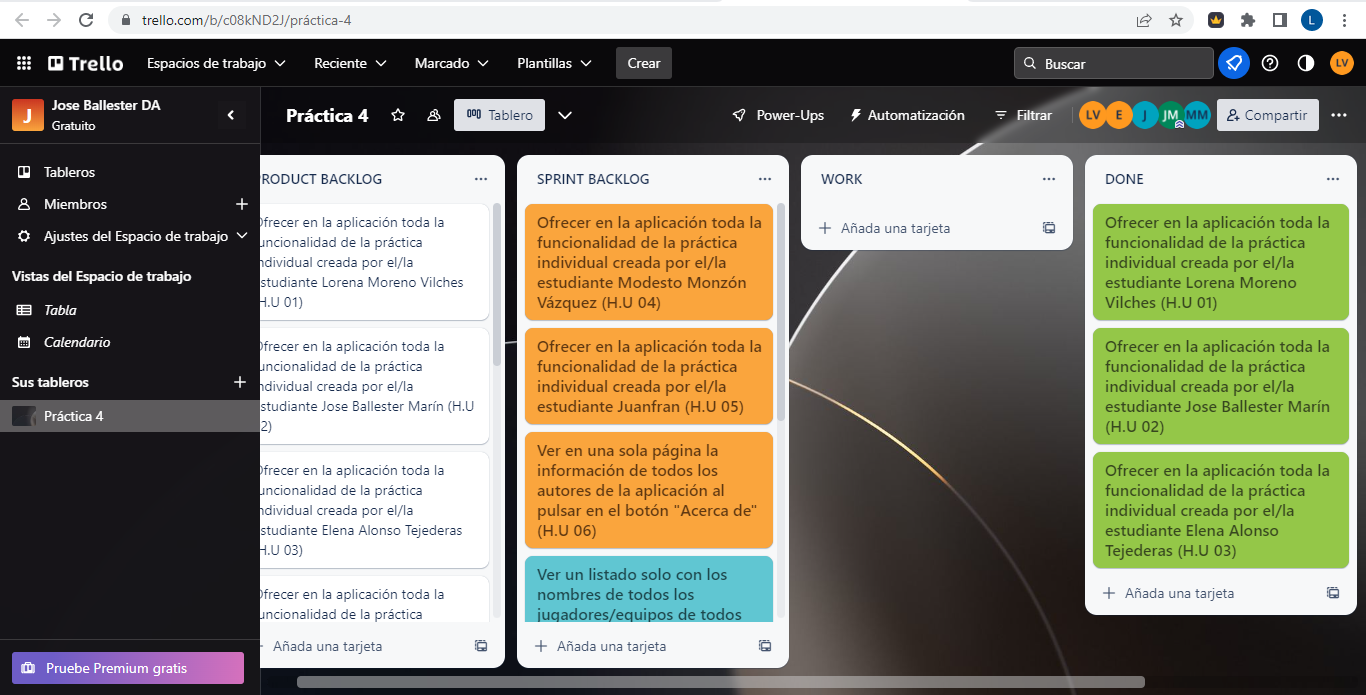 trello.com/b/c08kND2J/práctica-4
L
Trello
Espacios de trabajo
Reciente
Marcado
Plantillas
Crear
Buscar
LV
J
Jose Ballester DA
Gratuito
Práctica 4
Tablero
Power-Ups
Automatización
Filtrar
LV
E
J
JM
MM
Compartir
Tableros
Miembros
Ajustes del Espacio de trabajo
Vistas del Espacio de trabajo
Tabla
Calendario
Sus tableros
Práctica 4
Pruebe Premium gratis
RODUCT BACKLOG
Ofrecer en la aplicación toda la
uncionalidad de la práctica
ndividual creada por el/la
studiante Lorena Moreno Vilches
H.U 01)
Ofrecer en la aplicación toda la
uncionalidad de la práctica
ndividual creada por el/la
studiante Jose Ballester Marín (H.U
2)
Ofrecer en la aplicación toda la
uncionalidad de la práctica
ndividual creada por el/la
studiante Elena Alonso Tejederas
H.U 03)
Ofrecer en la aplicación toda la
uncionalidad de la práctica
Añada una tarjeta
SPRINT BACKLOG
Ofrecer en la aplicación toda la
funcionalidad de la práctica
individual creada por el/la
estudiante Modesto Monzón
Vázquez (H.U 04)
Ofrecer en la aplicación toda la
funcionalidad de la práctica
individual creada por el/la
estudiante Juanfran (H.U 05)
Ver en una sola página la
información de todos los
autores de la aplicación al
pulsar en el botón "Acerca de"
(H.U 06)
Ver un listado solo con los
nombres de todos los
jugadores/equipos de todos
Añada una tarjeta
WORK
Añada una tarjeta
DONE
Ofrecer en la aplicación toda la
funcionalidad de la práctica
individual creada por el/la
estudiante Lorena Moreno
Vilches (H.U 01)
Ofrecer en la aplicación toda la
funcionalidad de la práctica
individual creada por el/la
estudiante Jose Ballester Marín
(H.U 02)
Ofrecer en la aplicación toda la
funcionalidad de la práctica
individual creada por el/la
estudiante Elena Alonso
Tejederas (H.U 03)
Añada una tarjeta